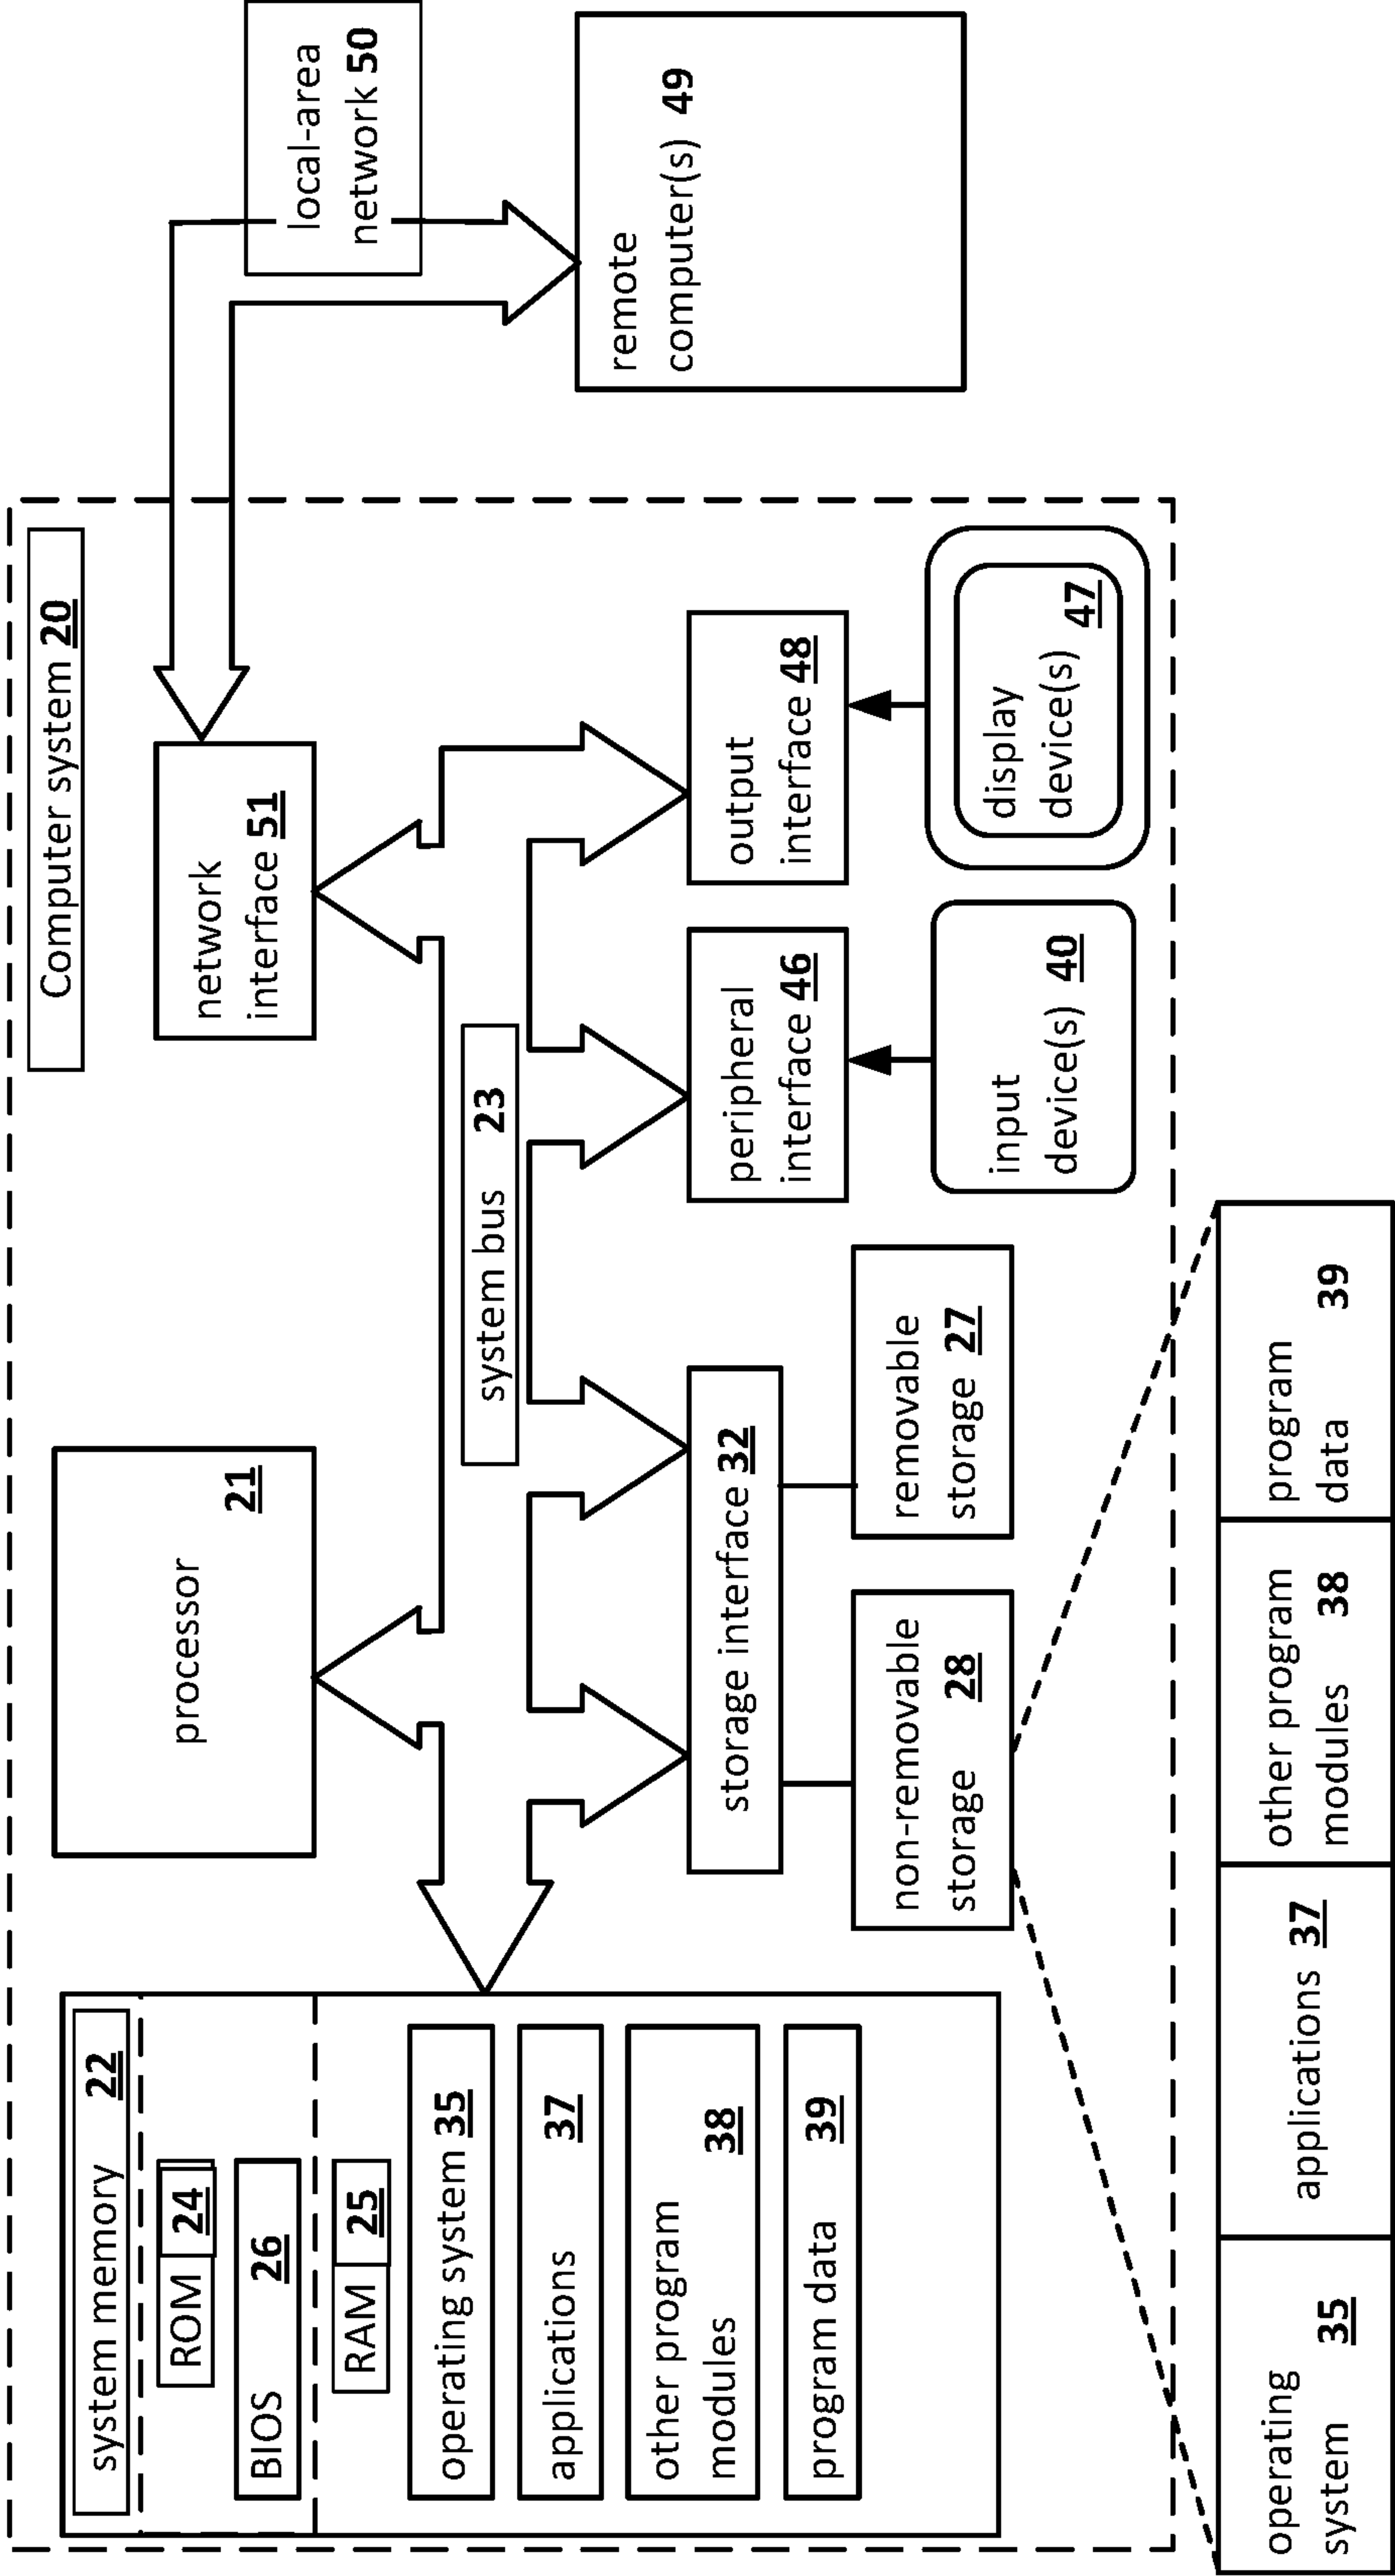 Computer system 20
system memory 22
ROM 24
BIOS 26
RAM 25
operating system 35
applications 37
other program
modules 38
program data 39
processor
21
network
interface 51
local-area
network 50
system bus 23
storage interface 32
peripheral
interface 46
output
interface 48
remote
computer(s) 49
non-removable
storage 28
removable
storage 27
input
device(s) 40
display
device(s) 47
operating
system 35
applications 37
other program
modules 38
program
data 39